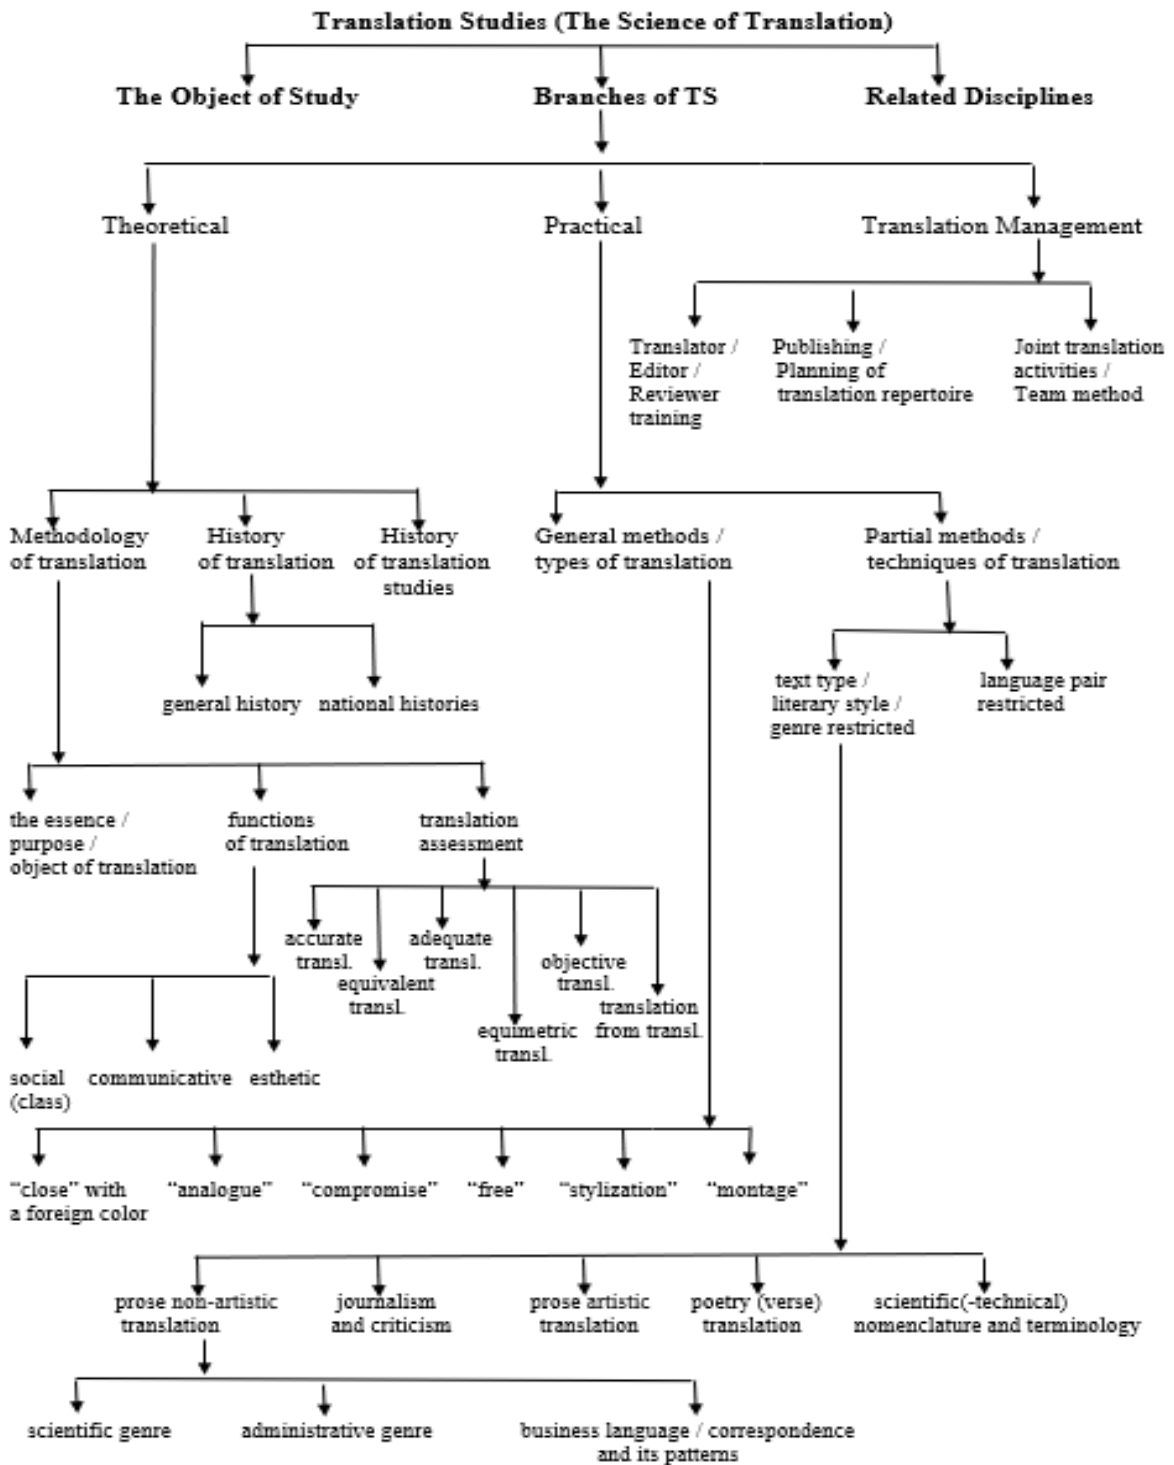 Translation Studies (The Science of Translation)
The Object of Study
Branches of TS
Related Disciplines
Theoretical
Practical
Translation Management
Translator /
Editor /
Reviewer
training
Publishing /
Planning of
translation repertoire
Joint translation
activities /
Team method
Methodology
of translation
History
of translation
History
of translation
studies
General methods /
types of translation
Partial methods /
techniques of translation
general history
national histories
text type /
literary style /
genre restricted
language pair
restricted
the essence /
purpose /
object of translation
functions
of translation
translation
assessment
accurate
transl.
equivalent
transl.
adequate
transl.
equimetric
transl.
objective
transl.
translation
from transl.
social
(class)
communicative
esthetic
“close” with
a foreign color
“analogue”
“compromise”
“free”
“stylization”
“montage”
prose non-artistic
translation
journalism
and criticism
prose artistic
translation
poetry (verse)
translation
scientific(-technical)
nomenclature and terminology
scientific genre
administrative genre
business language / correspondence
and its patterns